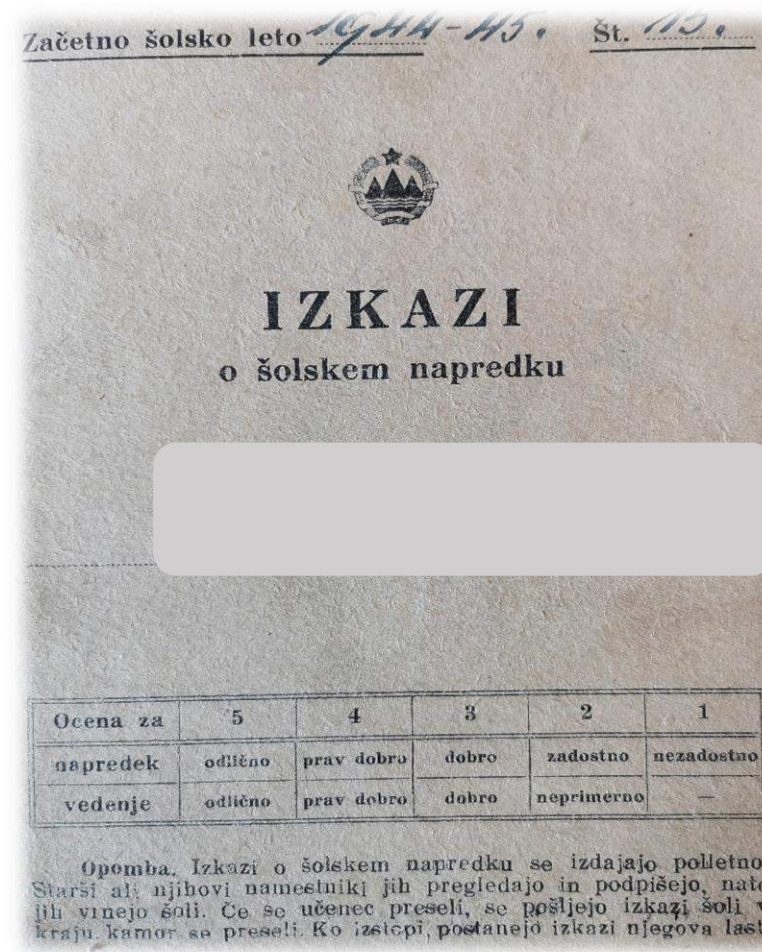 Začetno šolsko leto 1944-45. Št. 115.
IZKAZI
o šolskem napredku
Ocena za 5 4 3 2 1
napredek odlično prav dobro dobro zadostno nezadostno
vedenje odlično prav dobro dobro neprimerno —
Opomba. Izkazi o šolskem napredku se izdajajo polletno
Starši ali njihovi namestniki jih pregledajo in podpišejo, nato
jih vrnejo šoli. Če se učenec preseli, se pošljejo izkazi šoli v
kraju, kamor se preseli. Ko izstopi, postanejo izkazi njegova last